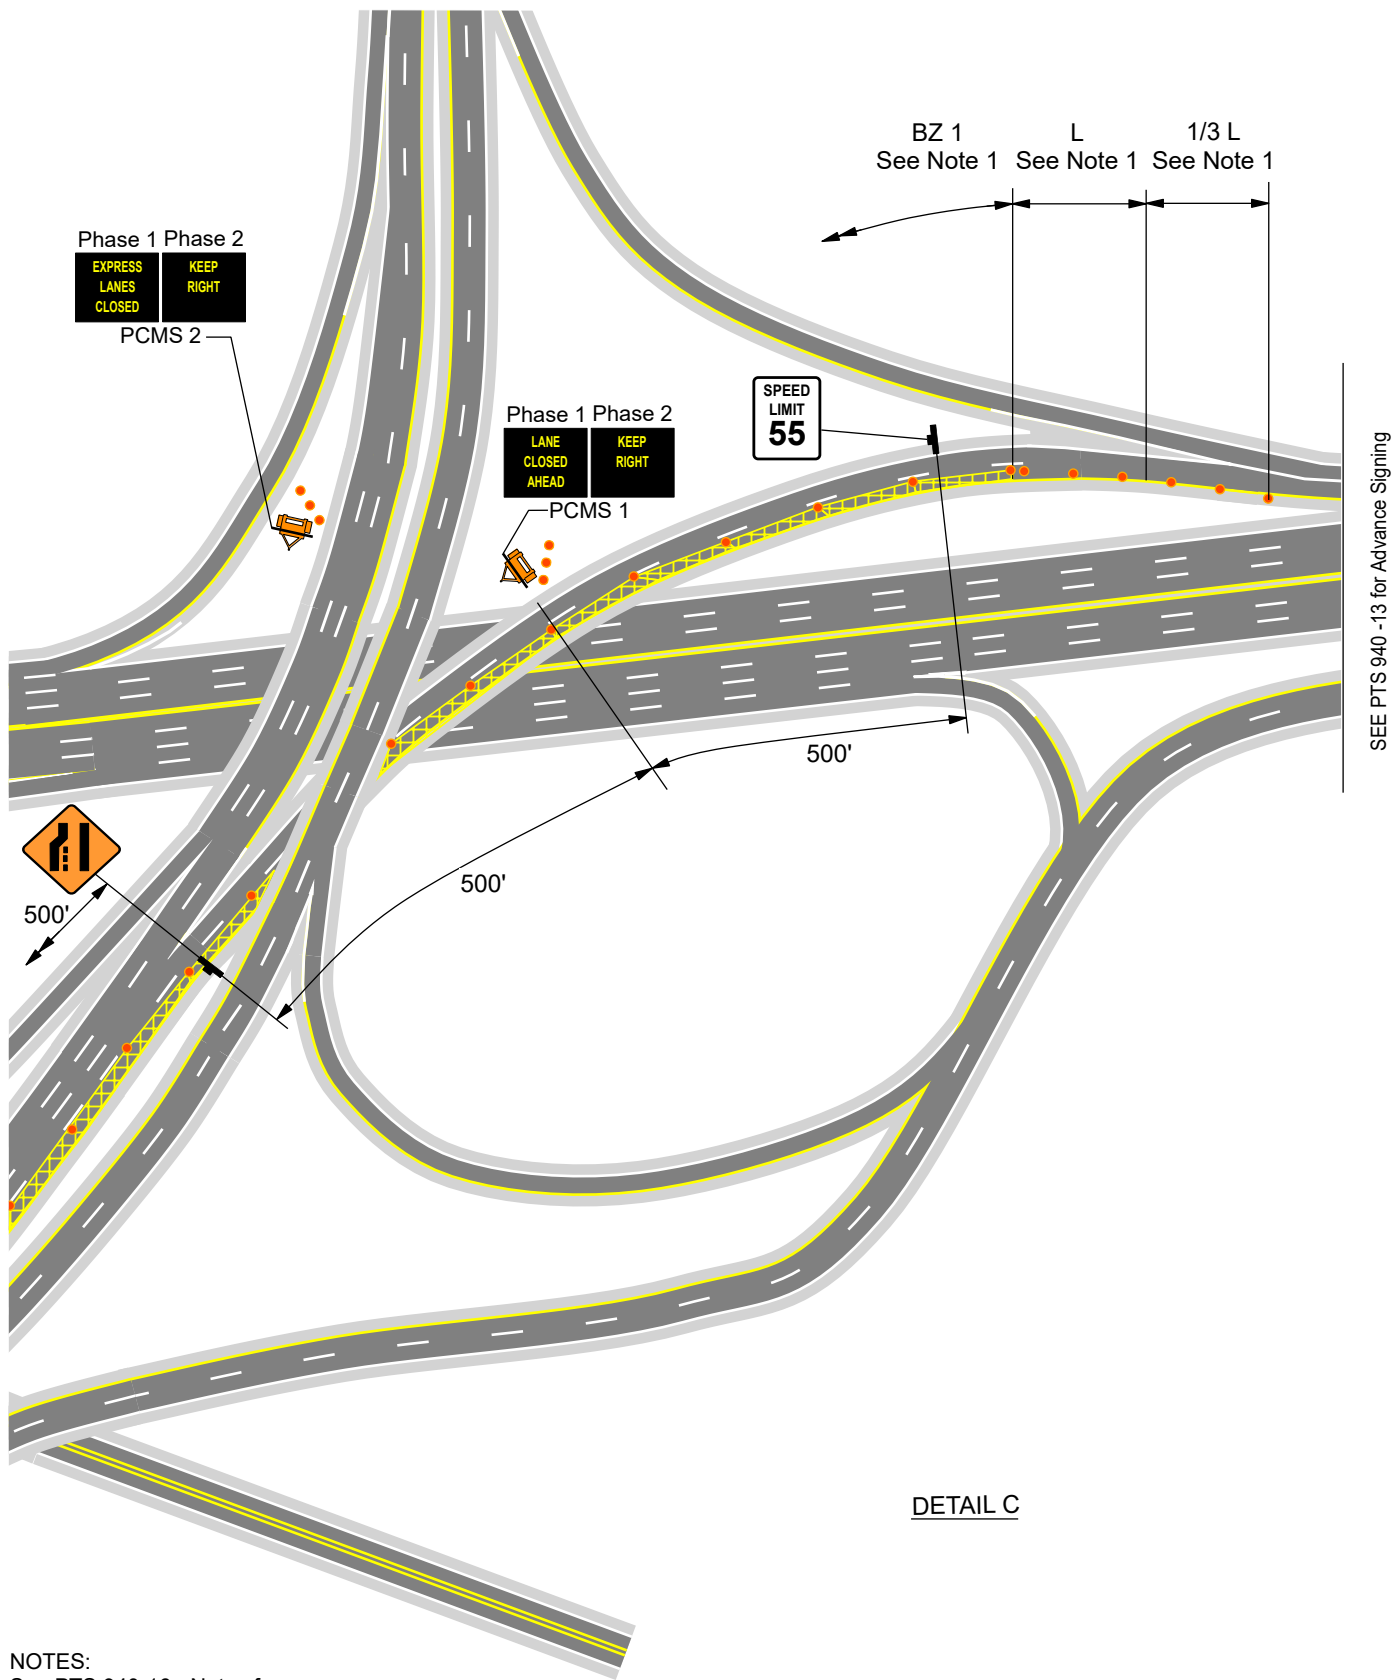 BZ 1
See Note 1
L
See Note 1
1/3 L
See Note 1
Phase 1 Phase 2
EXPRESS
LANES
CLOSED
KEEP
RIGHT
PCMS 2
Phase 1 Phase 2
LANE
CLOSED
AHEAD
KEEP
RIGHT
PCMS 1
SPEED
LIMIT
55
SEE PTS 940 -13 for Advance Signing
500'
500'
500'
DETAIL C
NOTES: